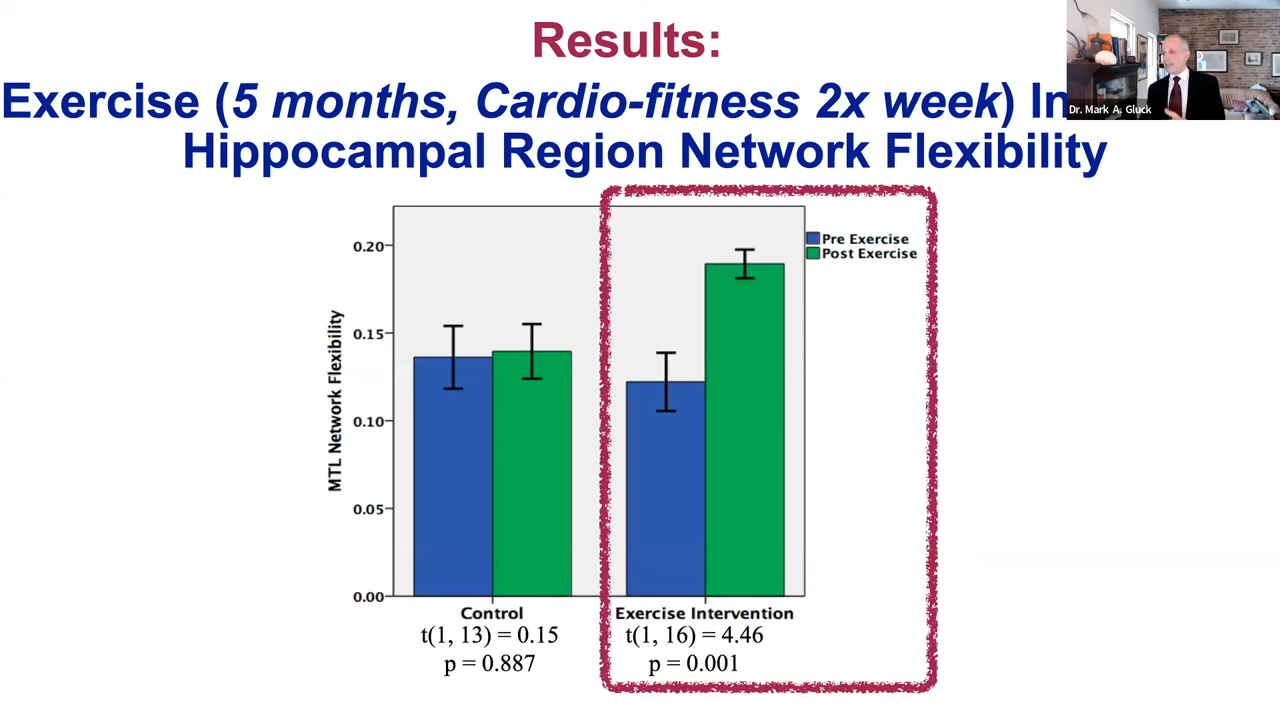 Results:
Exercise (5 months, Cardio-fitness 2x week) In
Hippocampal Region Network Flexibility
Dr. Mark A. Gluck
MTL Network Flexibility
0.20
0.15
0.10
0.05
0.00
Pre Exercise
Post Exercise
Control
t(1, 13) = 0.15
p = 0.887
Exercise Intervention
t(1, 16) = 4.46
p = 0.001